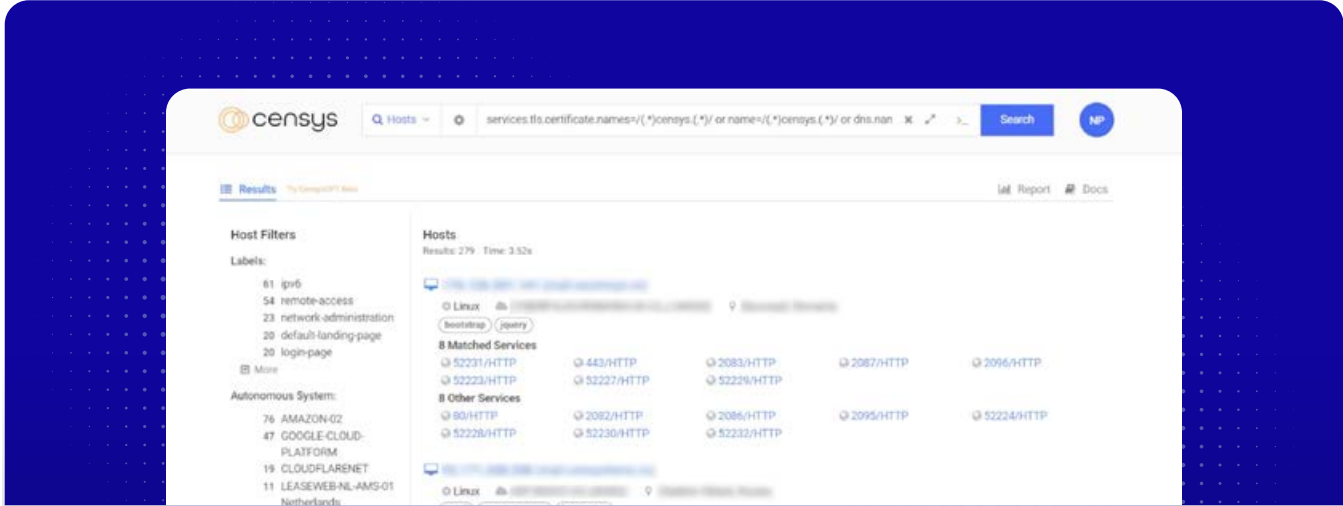 censys
Hosts
services.tls.certificate.names=/(.*)censys.(.*)/ or name=/(.*)censys.(.*)/ or dns.nan
>_
Search
NP
Results
Report
Docs
Host Filters
Labels:
61 ipv6
54 remote-access
23 network-administration
20 default-landing-page
20 login-page
More
Autonomous System:
76 AMAZON-02
47 GOOGLE-CLOUD-
PLATFORM
19 CLOUDFLARENET
11 LEASEWEB-NL-AMS-01
Netherlands
Hosts
Results: 279 Time: 3.52s
Linux
bootstrap jquery
8 Matched Services
52231/HTTP 443/HTTP 2083/HTTP 2087/HTTP 2096/HTTP
52223/HTTP 52227/HTTP 52229/HTTP
8 Other Services
80/HTTP 2082/HTTP 2086/HTTP 2095/HTTP 52224/HTTP
52228/HTTP 52230/HTTP 52232/HTTP
Linux